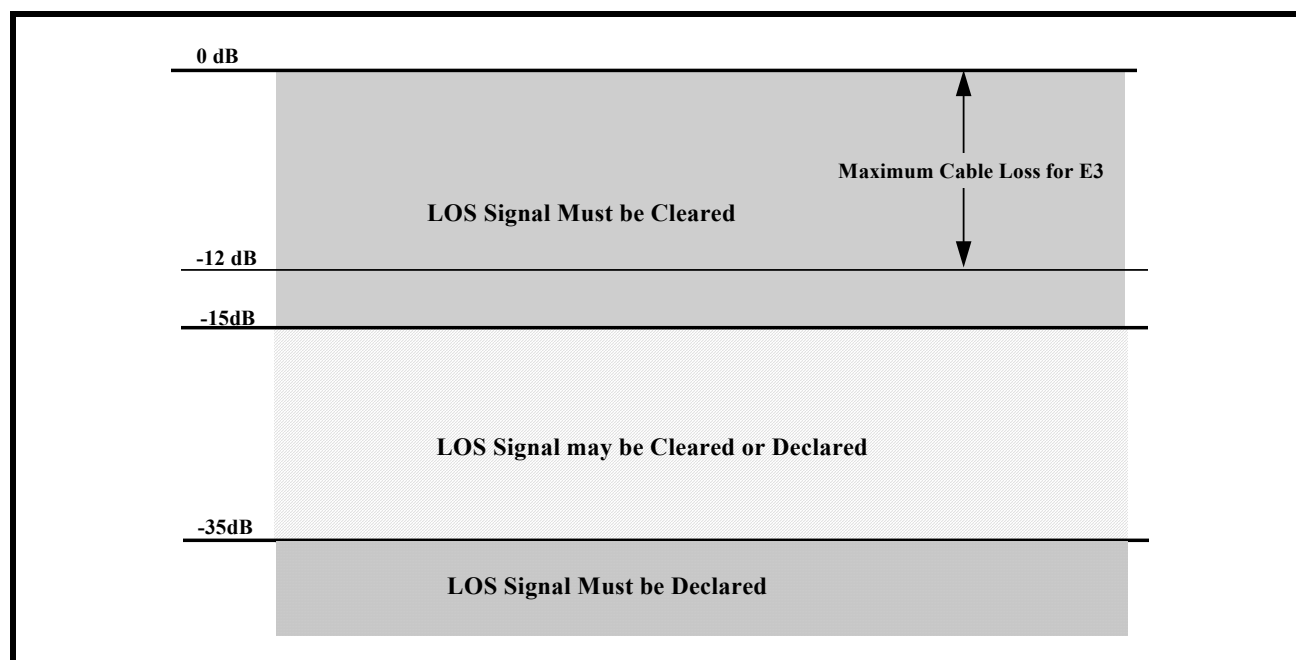 0 dB
Maximum Cable Loss for E3
LOS Signal Must be Cleared
-12 dB
-15dB
LOS Signal may be Cleared or Declared
-35dB
LOS Signal Must be Declared